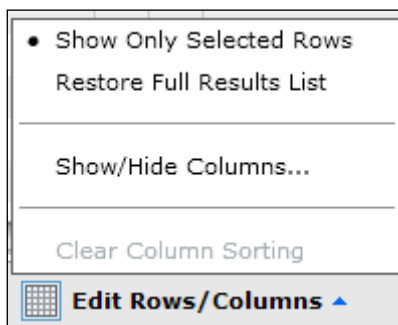 • Show Only Selected Rows
Restore Full Results List
Show/Hide Columns...
Clear Column Sorting
Edit Rows/Columns